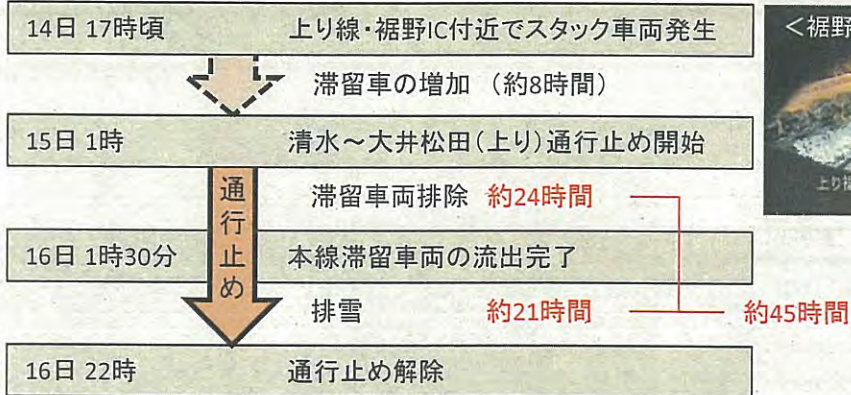 14日 17時頃 上り線・裾野IC付近でスタック車両発生
<裾野
滞留車の増加 (約8時間)
15日 1時 清水～大井松田(上り)通行止め開始
上り裾
通行止め
滞留車両排除 約24時間
16日 1時30分 本線滞留車両の流出完了
排雪 約21時間 約45時間
16日 22時 通行止め解除